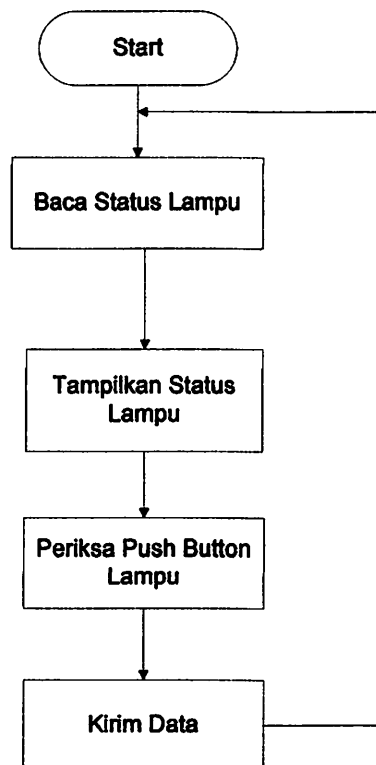 Start
Baca Status Lampu
Tampilkan Status
Lampu
Periksa Push Button
Lampu
Kirim Data